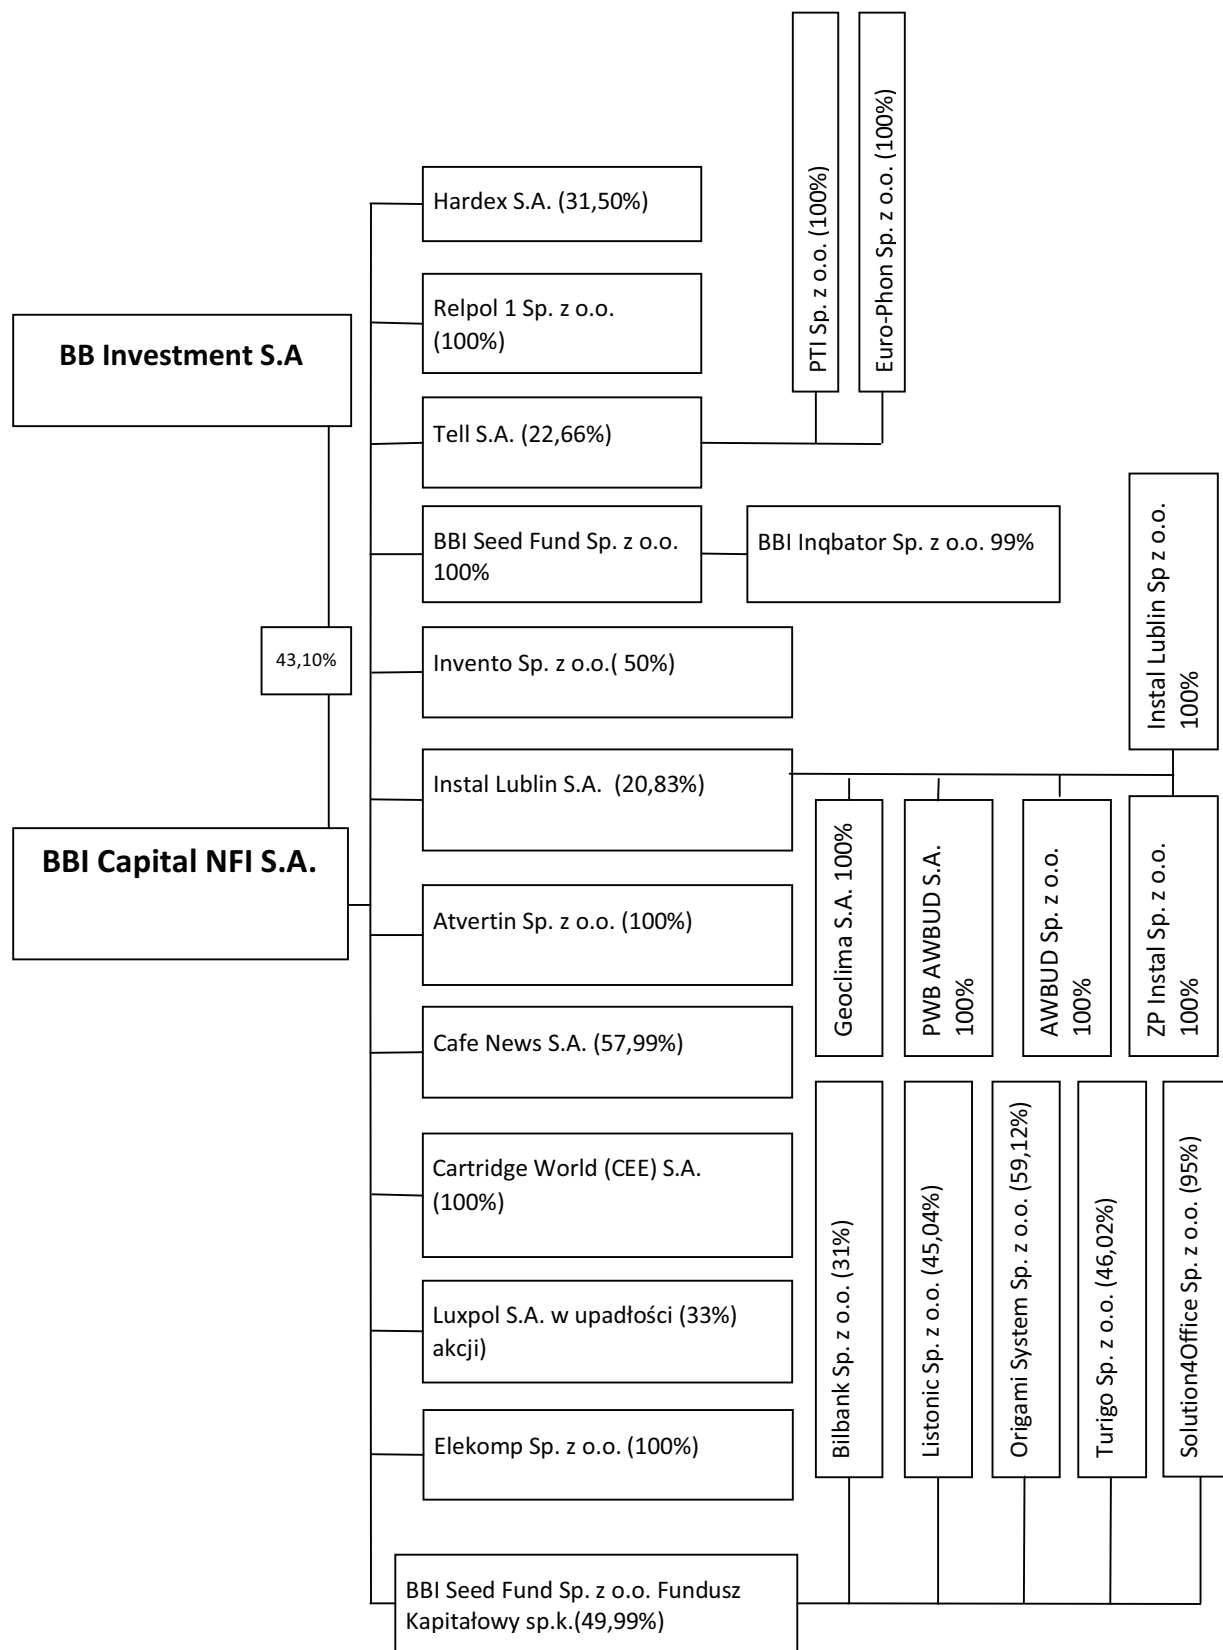 PTI Sp. z o.o. (100%)
Euro-Phon Sp. z o.o. (100%)
Hardex S.A. (31,50%)
Relpol 1 Sp. z o.o.
(100%)
BB Investment S.A
Tell S.A. (22,66%)
BBI Seed Fund Sp. z o.o.
100%
BBI Inqbator Sp. z o.o. 99%
Instal Lublin Sp z o.o.
100%
43,10%
Invento Sp. z o.o.( 50%)
Instal Lublin S.A. (20,83%)
BBI Capital NFI S.A.
Geoclima S.A. 100%
PWB AWBUD S.A.
100%
AWBUD Sp. z o.o.
100%
ZP Instal Sp. z o.o.
100%
Atvertin Sp. z o.o. (100%)
Cafe News S.A. (57,99%)
Cartridge World (CEE) S.A.
(100%)
Luxpol S.A. w upadłości (33%)
akcji)
Elekomp Sp. z o.o. (100%)
Bilbank Sp. z o.o. (31%)
Listonic Sp. z o.o. (45,04%)
Origami System Sp. z o.o. (59,12%)
Turigo Sp. z o.o. (46,02%)
Solution4Office Sp. z o.o. (95%)
BBI Seed Fund Sp. z o.o. Fundusz
Kapitałowy sp.k.(49,99%)